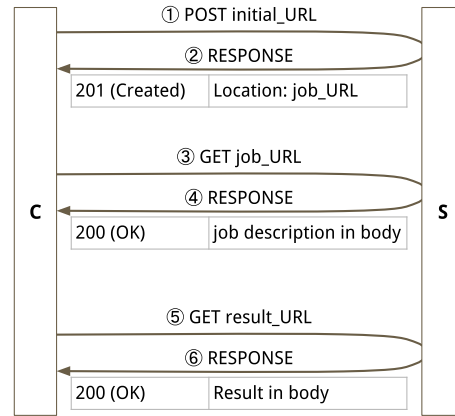 ① POST initial_URL
② RESPONSE
201 (Created) Location: job_URL
③ GET job_URL
④ RESPONSE
C S
200 (OK) job description in body
⑤ GET result_URL
⑥ RESPONSE
200 (OK) Result in body